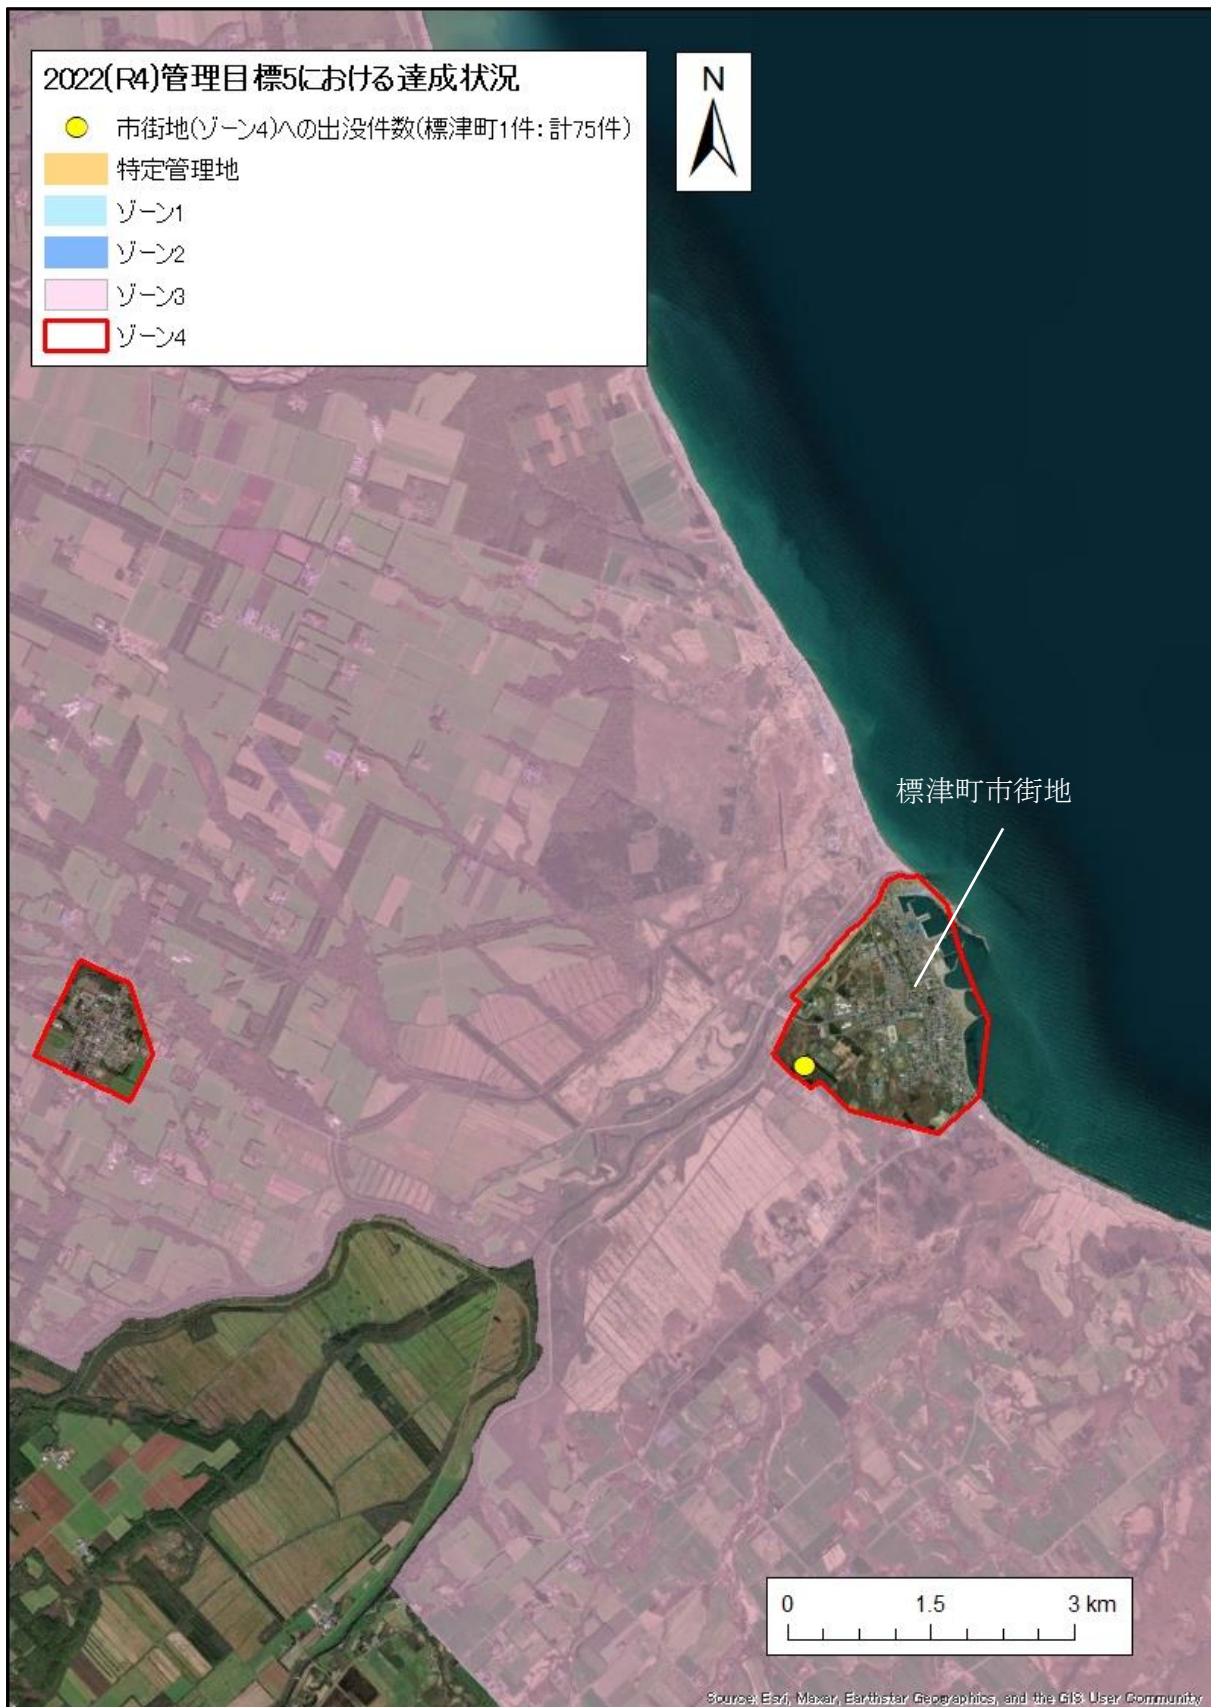 2022(R4)管理目標5における達成状況
市街地(ゾーン4)への出没件数(標津町1件:計75件)
特定管理地
ゾーン1
ゾーン2
ゾーン3
ゾーン4
N
標津町市街地
0 1.5 3 km
Source: Esri, Maxar, Earthstar Geographics, and the GIS User Community